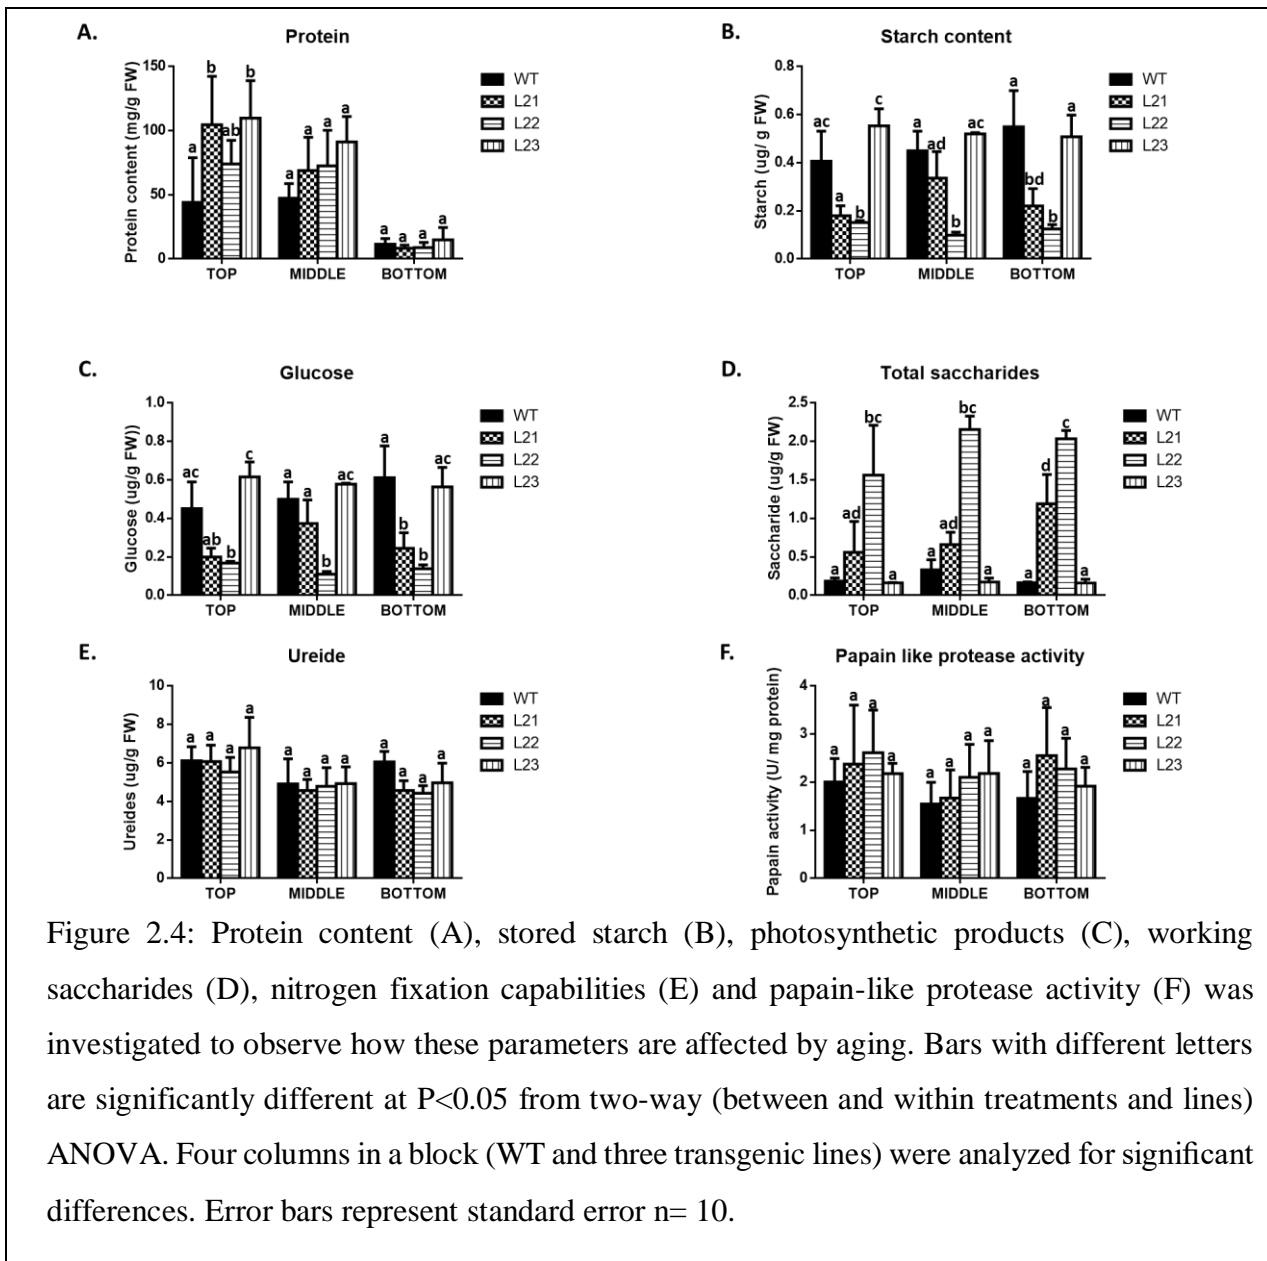 A.
Protein
Protein content (mg/g FW)
150
100
50
0
a
b
ab
b
a
a
a
a
a
a
a
a
TOP
MIDDLE
BOTTOM
WT
L21
L22
L23
B.
Starch content
Starch (ug/ g FW)
0.8
0.6
0.4
0.2
0.0
ac
a
b
c
a
ad
b
ac
a
bd
b
a
TOP
MIDDLE
BOTTOM
WT
L21
L22
L23
C.
Glucose
Glucose (ug/g FW))
1.0
0.8
0.6
0.4
0.2
0.0
ac
ab
b
c
a
a
b
ac
a
b
b
ac
TOP
MIDDLE
BOTTOM
WT
L21
L22
L23
D.
Total saccharides
Saccharide (ug/g FW)
2.5
2.0
1.5
1.0
0.5
0.0
a
ad
bc
a
a
ad
bc
a
a
d
c
a
TOP
MIDDLE
BOTTOM
WT
L21
L22
L23
E.
Ureide
Ureides (ug/g FW)
10
8
6
4
2
0
a
a
a
a
a
a
a
a
a
a
a
a
TOP
MIDDLE
BOTTOM
WT
L21
L22
L23
F.
Papain like protease activity
Papain activity (U/ mg protein)
4
3
2
1
0
a
a
a
a
a
a
a
a
a
a
a
a
TOP
MIDDLE
BOTTOM
WT
L21
L22
L23
Figure 2.4: Protein content (A), stored starch (B), photosynthetic products (C), working
saccharides (D), nitrogen fixation capabilities (E) and papain-like protease activity (F) was
investigated to observe how these parameters are affected by aging. Bars with different letters
are significantly different at P<0.05 from two-way (between and within treatments and lines)
ANOVA. Four columns in a block (WT and three transgenic lines) were analyzed for significant
differences. Error bars represent standard error n= 10.